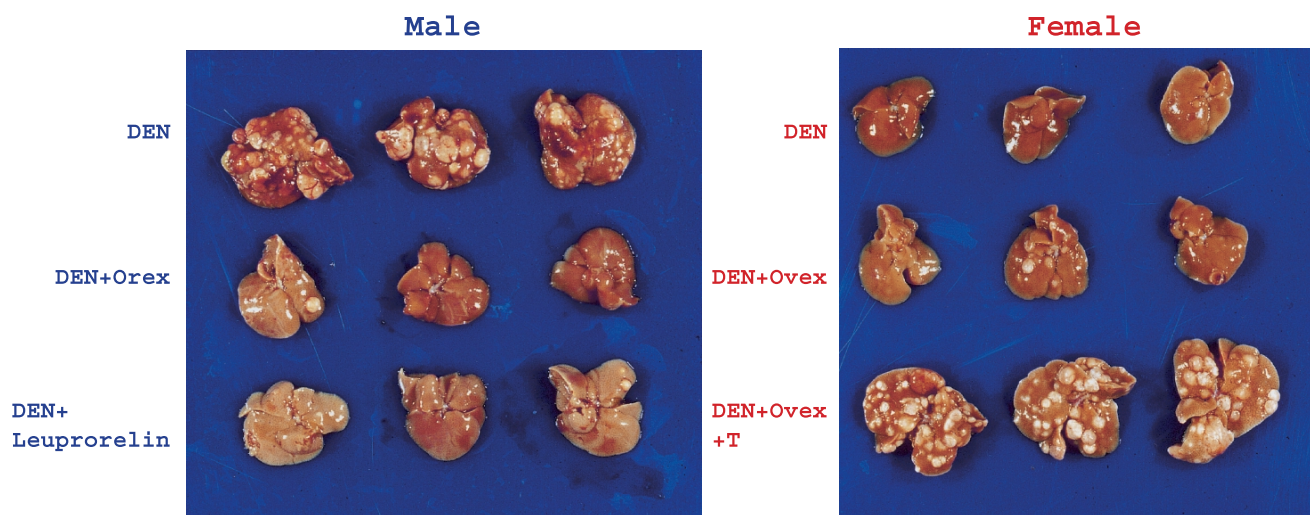 Male
DEN
DEN+Orex
DEN+
Leuprorelin
Female
DEN
DEN+Ovex
DEN+Ovex
+T